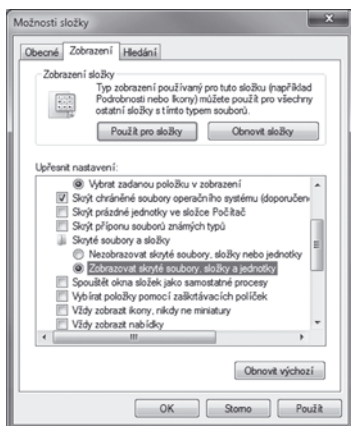 Možnosti složky
Obecné Zobrazení Hledání
Zobrazení složky
Typ zobrazení používaný pro tuto složku (například
Podrobnosti nebo Ikony) můžete použít pro všechny
ostatní složky s tímto typem souborů.
Použít pro složky Obnovit složky
Upřesnit nastavení:
Vybrat zadanou položku v zobrazení
Skrýt chráněné soubory operačního systému (doporučen
Skrýt prázdné jednotky ve složce Počítač
Skrýt příponu souborů známých typů
Skryté soubory a složky
Nezobrazovat skryté soubory, složky nebo jednotky
Zobrazovat skryté soubory, složky a jednotky
Spouštět okna složek jako samostatné procesy
Vybírat položky pomocí zaškrtávacích políček
Vždy zobrazit ikony, nikdy ne miniatury
Vždy zobrazit nabídky
Obnovit výchozí
OK Storno Použít